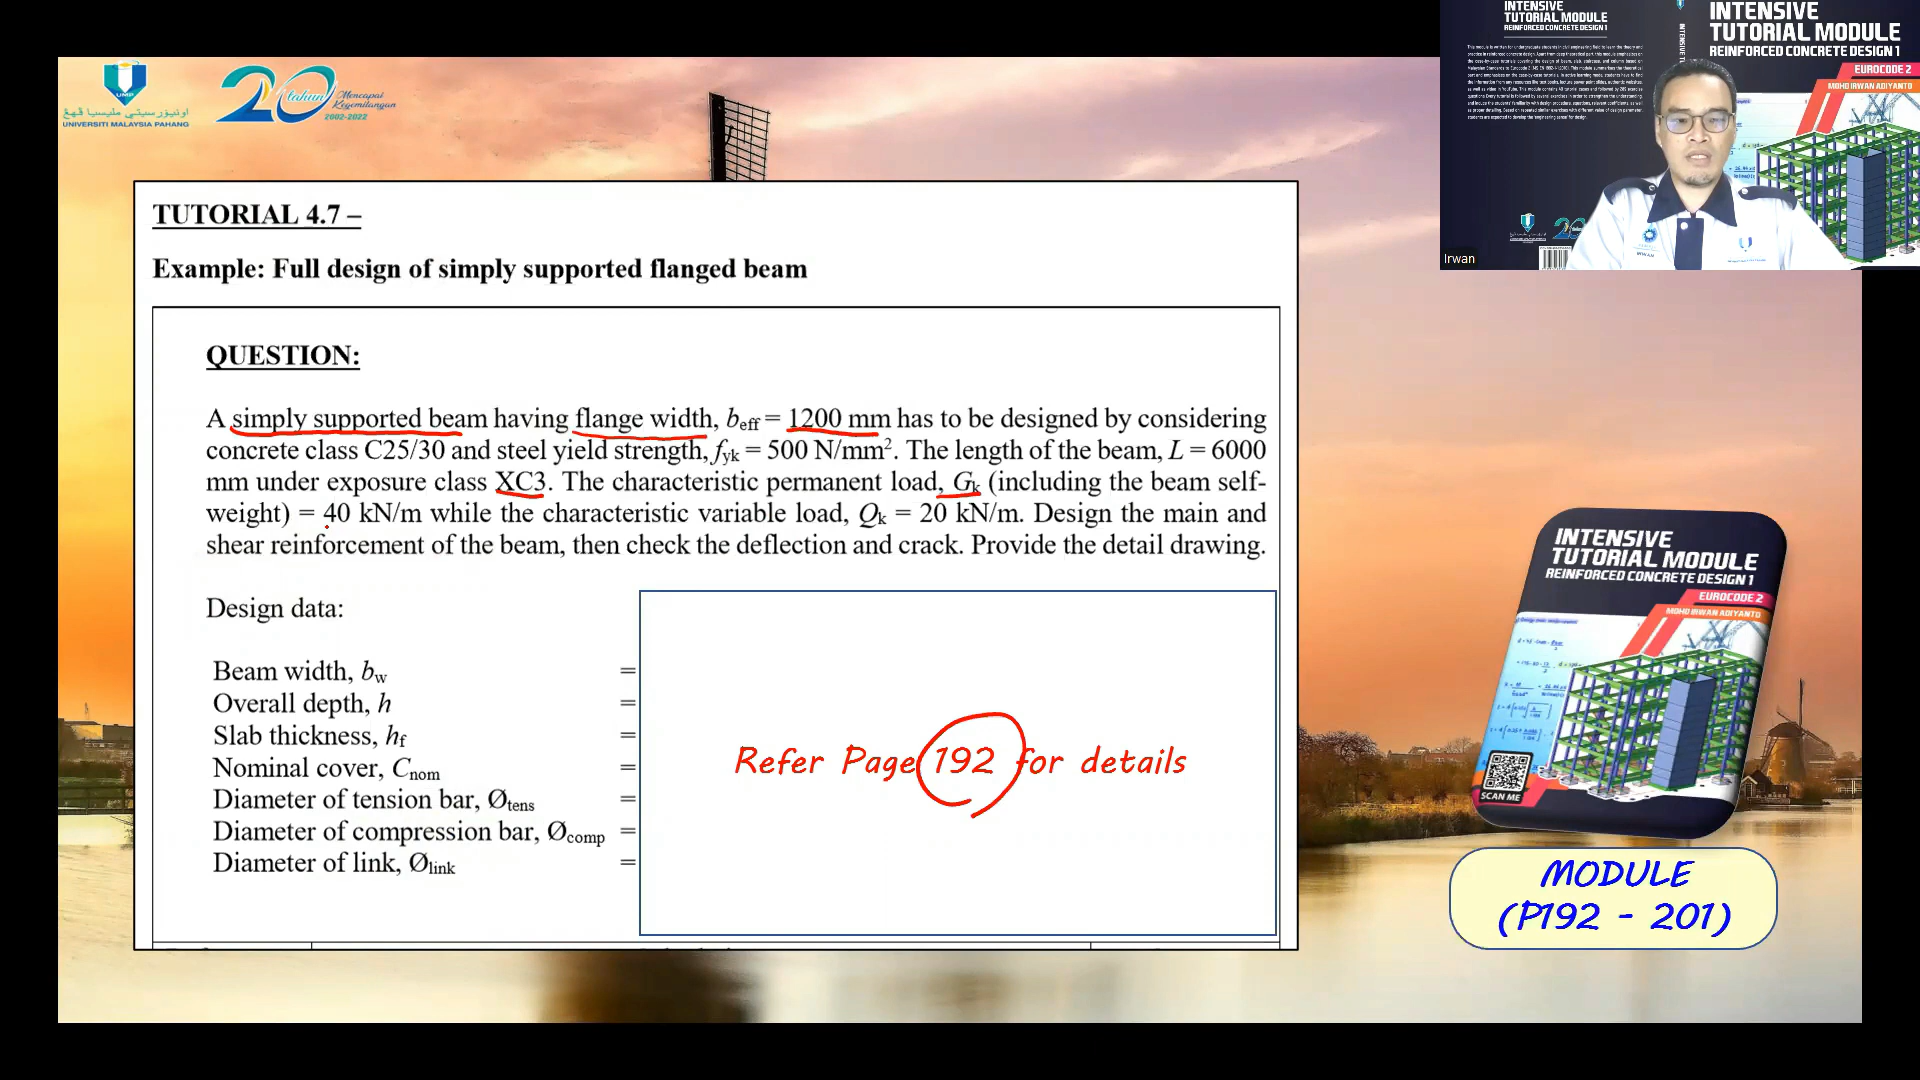 اونيۏرسيتي مليسيا ڤهڠ
UNIVERSITI MALAYSIA PAHANG
20 tahun
Mencapai
Kegemilangan
2002-2022
INTENSIVE
TUTORIAL MODULE
REINFORCED CONCRETE DESIGN 1
INTENSIVE
TUTORIAL MODULE
REINFORCED CONCRETE DESIGN 1
EUROCODE 2
MOHD IRWAN ADIYANTO
Irwan
TUTORIAL 4.7 –
Example: Full design of simply supported flanged beam
QUESTION:
A simply supported beam having flange width, beff = 1200 mm has to be designed by considering
concrete class C25/30 and steel yield strength, fyk = 500 N/mm². The length of the beam, L = 6000
mm under exposure class XC3. The characteristic permanent load, Gk (including the beam self-
weight) = 40 kN/m while the characteristic variable load, Qk = 20 kN/m. Design the main and
shear reinforcement of the beam, then check the deflection and crack. Provide the detail drawing.
Design data:
Beam width, bw =
Overall depth, h =
Slab thickness, hf =
Nominal cover, Cnom =
Diameter of tension bar, Øtens =
Diameter of compression bar, Øcomp =
Diameter of link, Ølink =
Refer Page 192 for details
INTENSIVE
TUTORIAL MODULE
REINFORCED CONCRETE DESIGN 1
EUROCODE 2
MOHD IRWAN ADIYANTO
SCAN ME
MODULE
(P192 - 201)